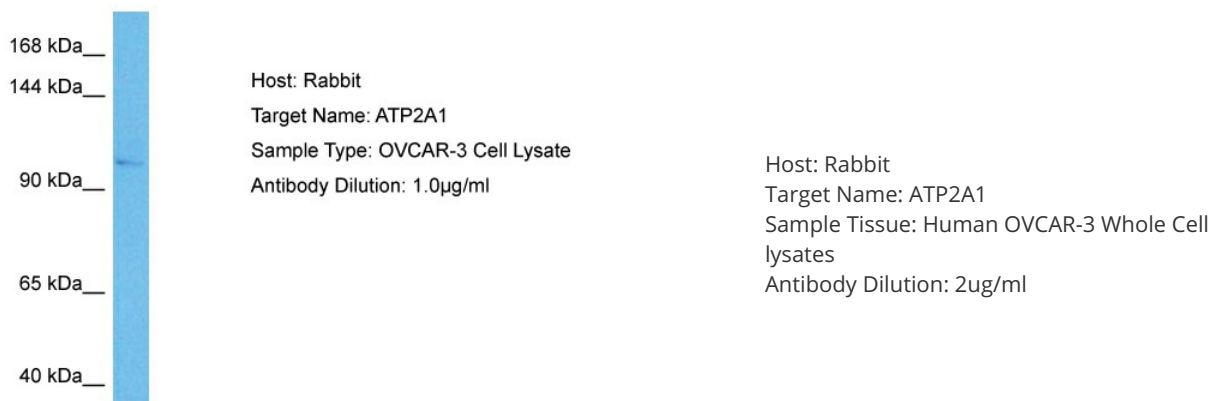 168 kDa__
144 kDa__
90 kDa__
65 kDa__
40 kDa__
Host: Rabbit
Target Name: ATP2A1
Sample Type: OVCAR-3 Cell Lysate
Antibody Dilution: 1.0µg/ml
Host: Rabbit
Target Name: ATP2A1
Sample Tissue: Human OVCAR-3 Whole Cell
lysates
Antibody Dilution: 2ug/ml